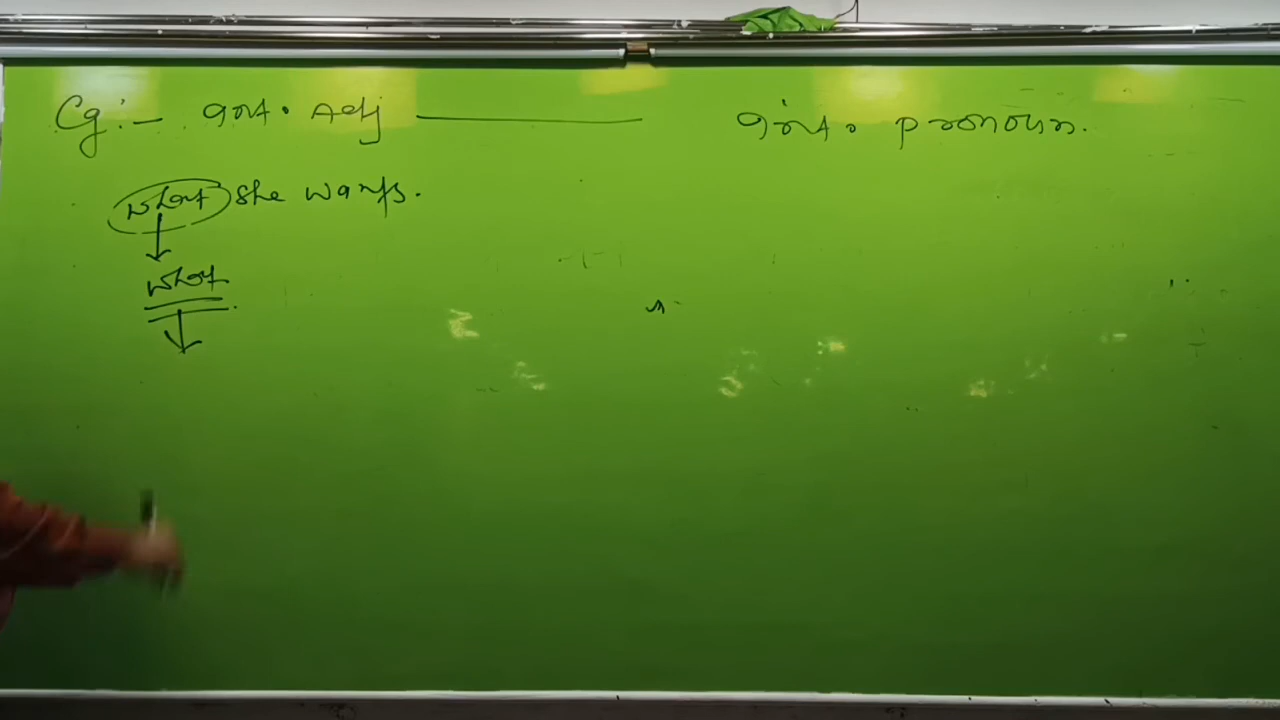 Eg:- Int. Adj ——— Int. pronoun.
what she wants.
what